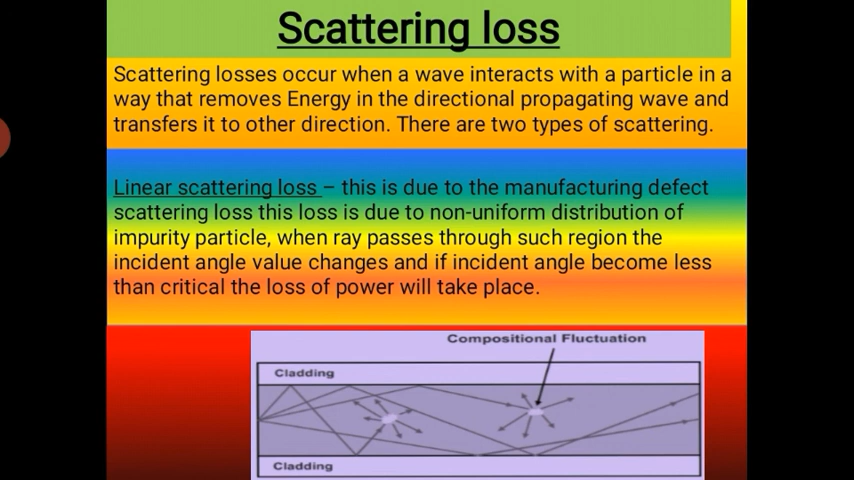 Scattering loss
Scattering losses occur when a wave interacts with a particle in a
way that removes Energy in the directional propagating wave and
transfers it to other direction. There are two types of scattering.
Linear scattering loss – this is due to the manufacturing defect
scattering loss this loss is due to non-uniform distribution of
impurity particle, when ray passes through such region the
incident angle value changes and if incident angle become less
than critical the loss of power will take place.
Compositional Fluctuation
Cladding
Cladding